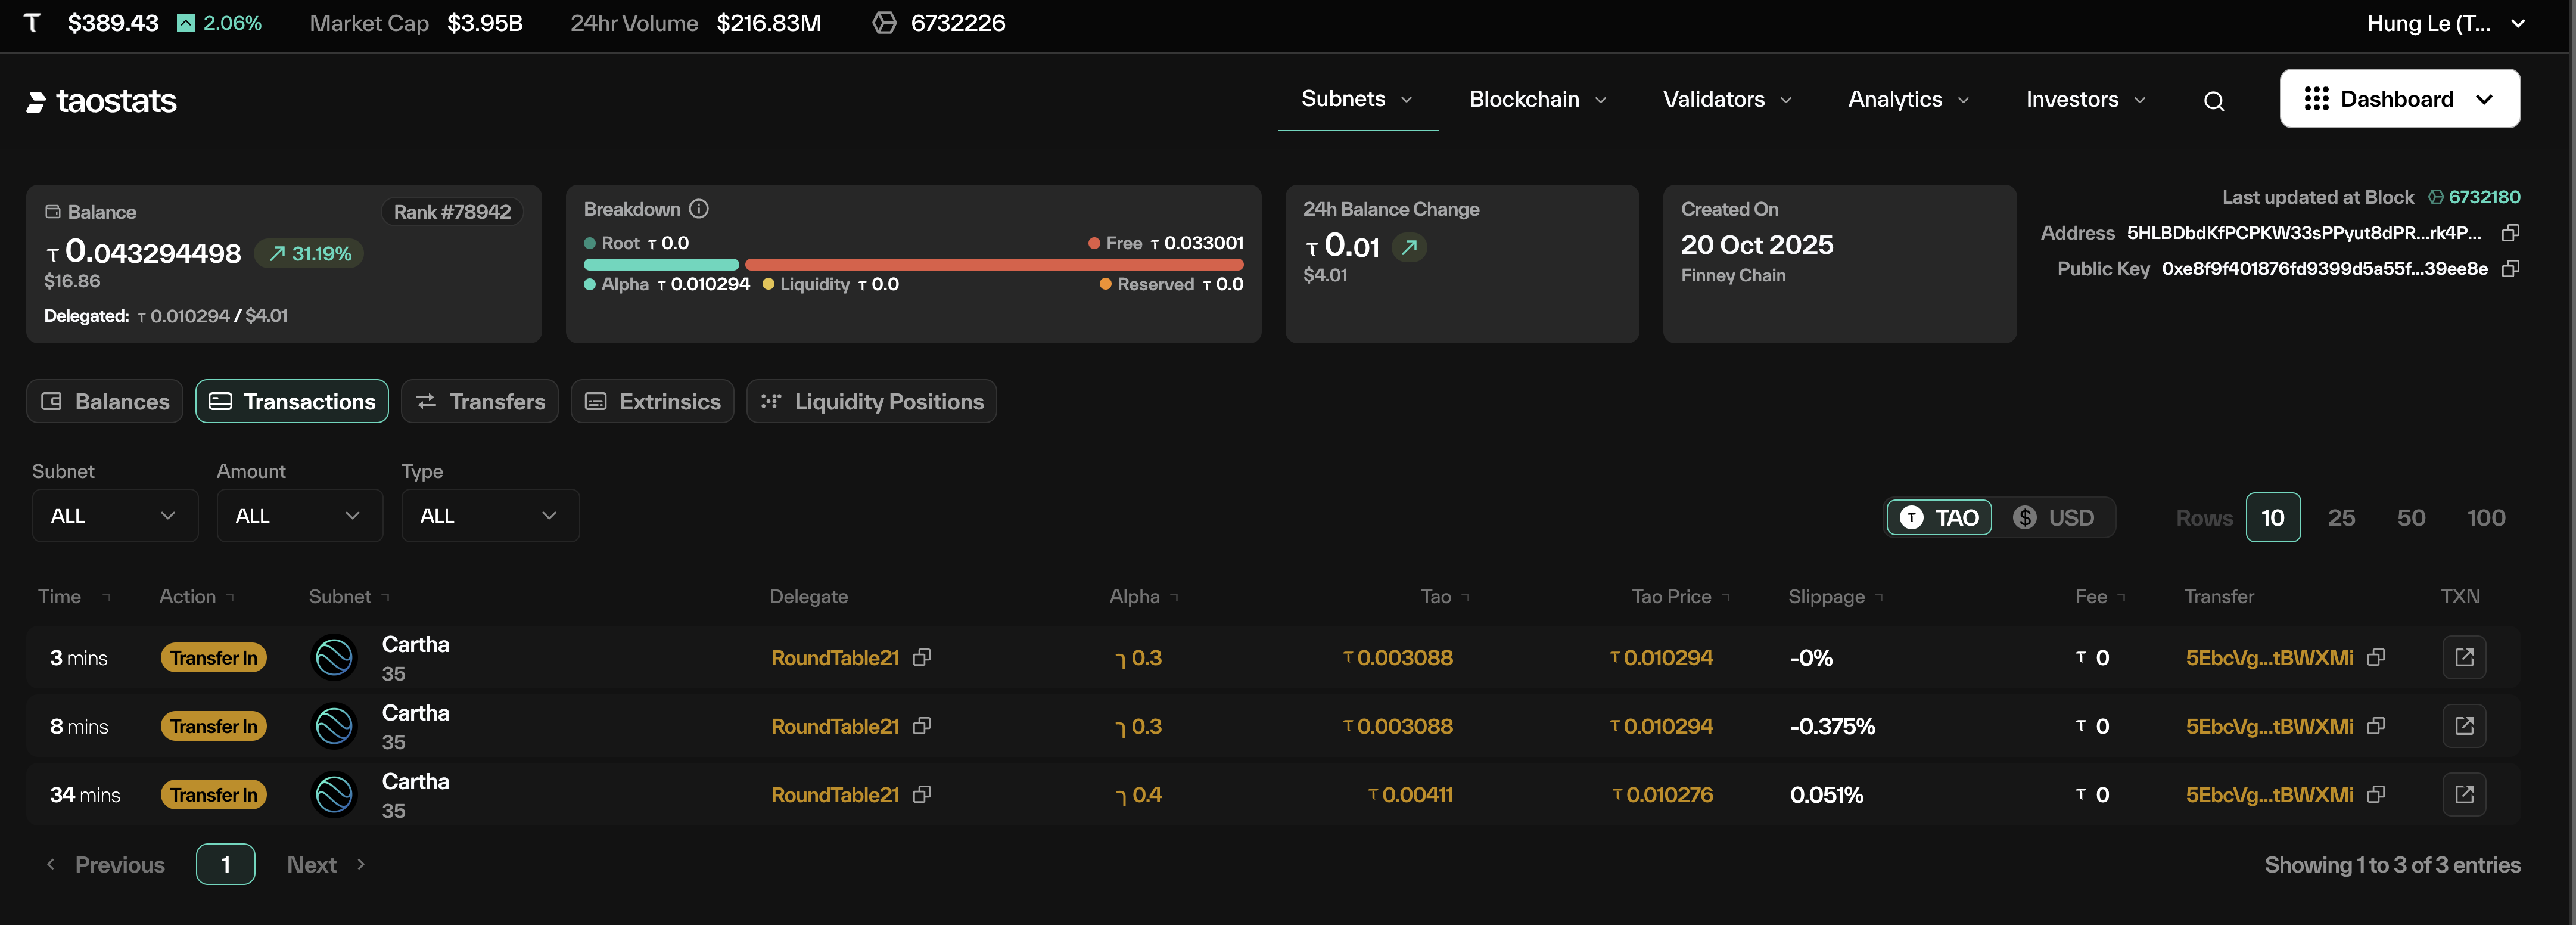 T $389.43 2.06% Market Cap $3.95B 24hr Volume $216.83M 6732226 Hung Le (T...
taostats Subnets Blockchain Validators Analytics Investors Dashboard
Balance Rank #78942
τ 0.043294498 31.19%
$16.86
Delegated: τ 0.010294 / $4.01
Breakdown
Root τ 0.0 Free τ 0.033001
Alpha τ 0.010294 Liquidity τ 0.0 Reserved τ 0.0
24h Balance Change
τ 0.01
$4.01
Created On
20 Oct 2025
Finney Chain
Last updated at Block 6732180
Address 5HLBDbdKfPCPKW33sPPyut8dPR...rk4P...
Public Key 0xe8f9f401876fd9399d5a55f...39ee8e
Balances Transactions Transfers Extrinsics Liquidity Positions
Subnet Amount Type
ALL ALL ALL
TAO USD Rows 10 25 50 100
Time Action Subnet Delegate Alpha Tao Tao Price Slippage Fee Transfer TXN
3 mins Transfer In Cartha 35 RoundTable21 0.3 τ 0.003088 τ 0.010294 -0% τ 0 5EbcVg...tBWXMi
8 mins Transfer In Cartha 35 RoundTable21 0.3 τ 0.003088 τ 0.010294 -0.375% τ 0 5EbcVg...tBWXMi
34 mins Transfer In Cartha 35 RoundTable21 0.4 τ 0.00411 τ 0.010276 0.051% τ 0 5EbcVg...tBWXMi
Previous 1 Next Showing 1 to 3 of 3 entries